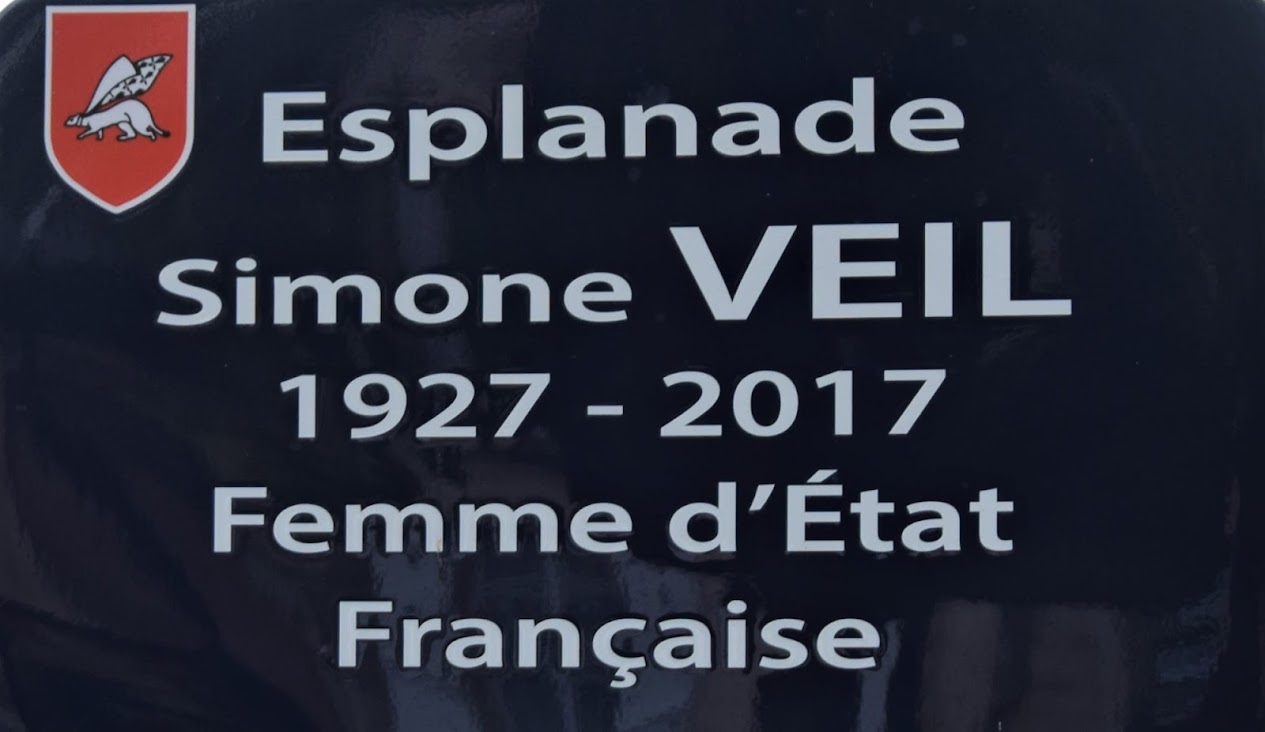 Esplanade
Simone VEIL
1927 - 2017
Femme d'État
Française